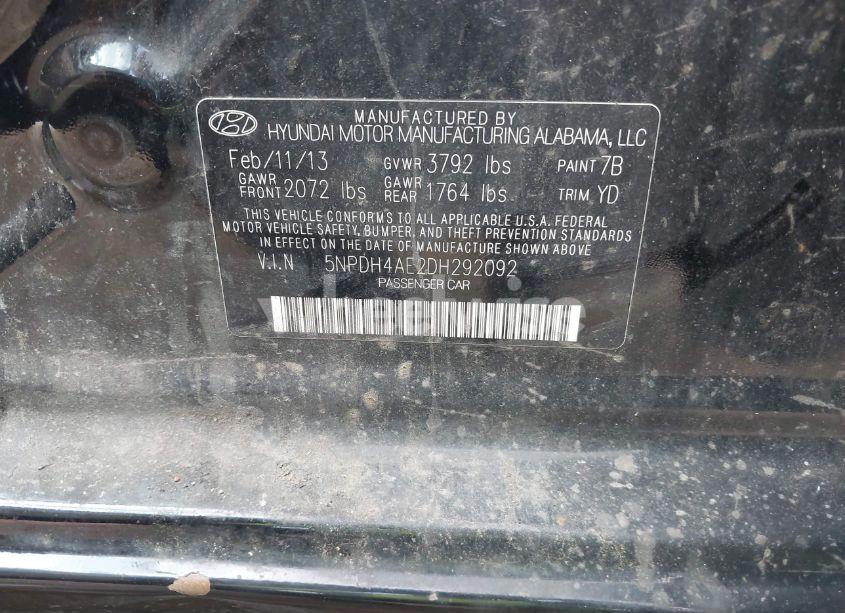 MANUFACTURED BY
HYUNDAI MOTOR MANUFACTURING ALABAMA, LLC
Feb/11/13 GVWR 3792 lbs PAINT 7B
GAWR FRONT 2072 lbs GAWR REAR 1764 lbs TRIM YD
THIS VEHICLE CONFORMS TO ALL APPLICABLE U.S.A. FEDERAL
MOTOR VEHICLE SAFETY, BUMPER, AND THEFT PREVENTION STANDARDS
IN EFFECT ON THE DATE OF MANUFACTURE SHOWN ABOVE
V.I.N 5NPDH4AE2DH292092
PASSENGER CAR